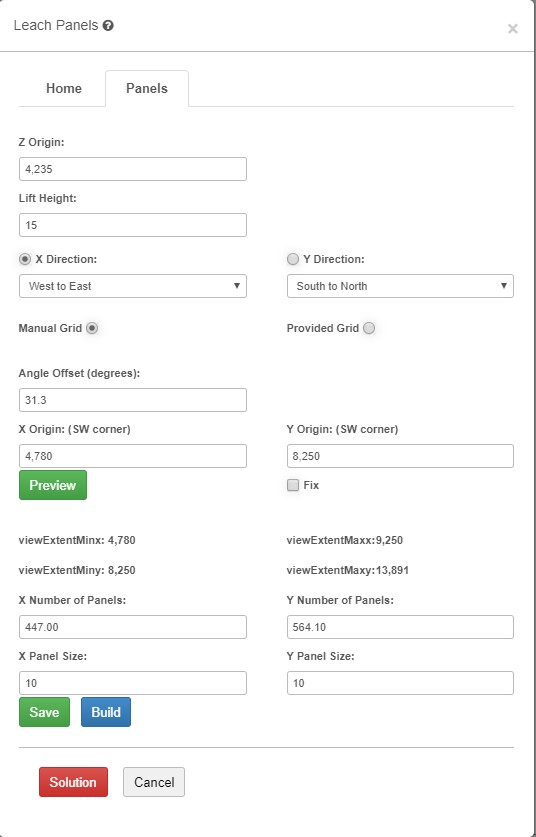 Leach Panels ?
×
Home Panels
Z Origin:
4,235
Lift Height:
15
X Direction: Y Direction:
West to East South to North
Manual Grid Provided Grid
Angle Offset (degrees):
31.3
X Origin: (SW corner) Y Origin: (SW corner)
4,780 8,250
Preview Fix
viewExtentMinx: 4,780 viewExtentMaxx:9,250
viewExtentMiny: 8,250 viewExtentMaxy:13,891
X Number of Panels: Y Number of Panels:
447.00 564.10
X Panel Size: Y Panel Size:
10 10
Save Build
Solution Cancel